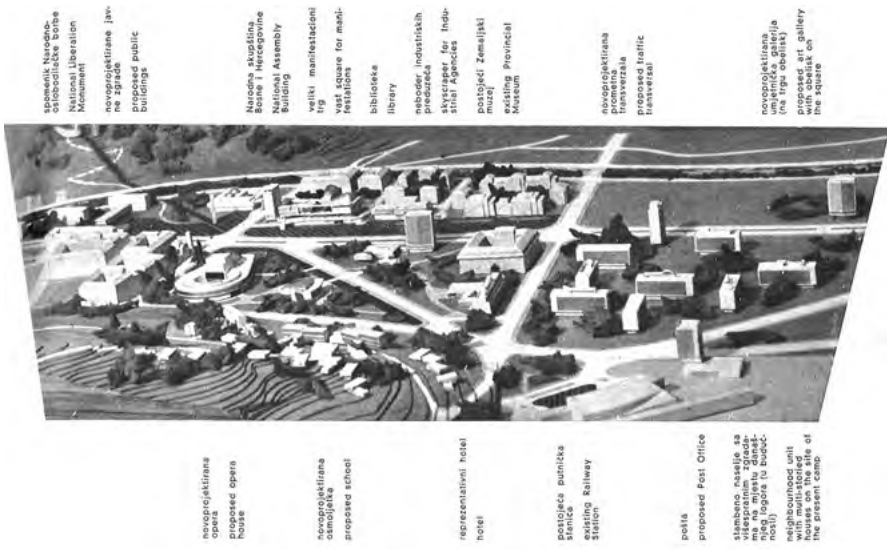 spomenik Narodno-
oslobodilačke borbe
National Liberation
Monument
novoprojektirane jav-
ne zgrade
proposed public
buildings
Narodna skupština
Bosne i Hercegovine
National Assembly
Building
veliki manifestacioni
trg
vast square for mani-
festations
biblioteka
library
neboder industriskih
preduzeća
skyscraper for Indu-
strial Agencies
postojeći Zemaljski
muzej
existing Provincial
Museum
novoprojektirana
prometna
transverzala
proposed traffic
transversal
novoprojektirana
umjetnička galerija
(na trgu obelisk)
proposed art gallery
with obelisk on
the square
novoprojektirana
opera
proposed opera
house
novoprojektirana
osmoljetka
proposed school
reprezentativni hotel
hotel
postojeća putnička
stanica
existing Railway
Station
pošta
proposed Post Office
stambeno naselje sa
višespratnim zgrada-
ma na mjestu današ-
njeg logora (u buduć-
nosti)
neighbourhood unit
with multi-storied
houses on the site of
the present camp